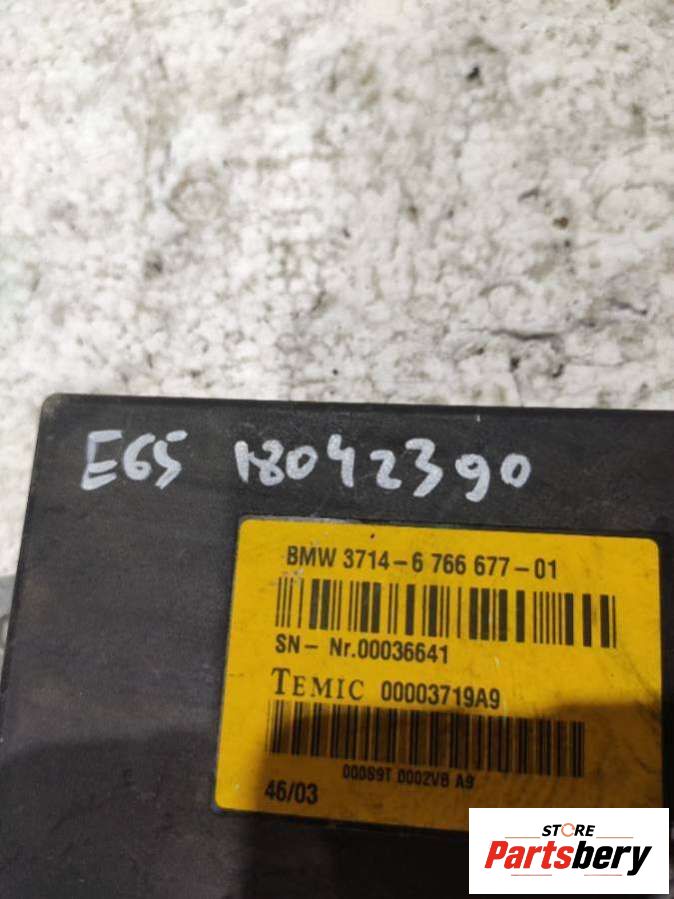 E65 18042390
BMW 3714-6 766 677-01
SN- Nr.00036641
TEMIC 00003719A9
000S9T 0002V8 A9
46/03
STORE
Partsbery